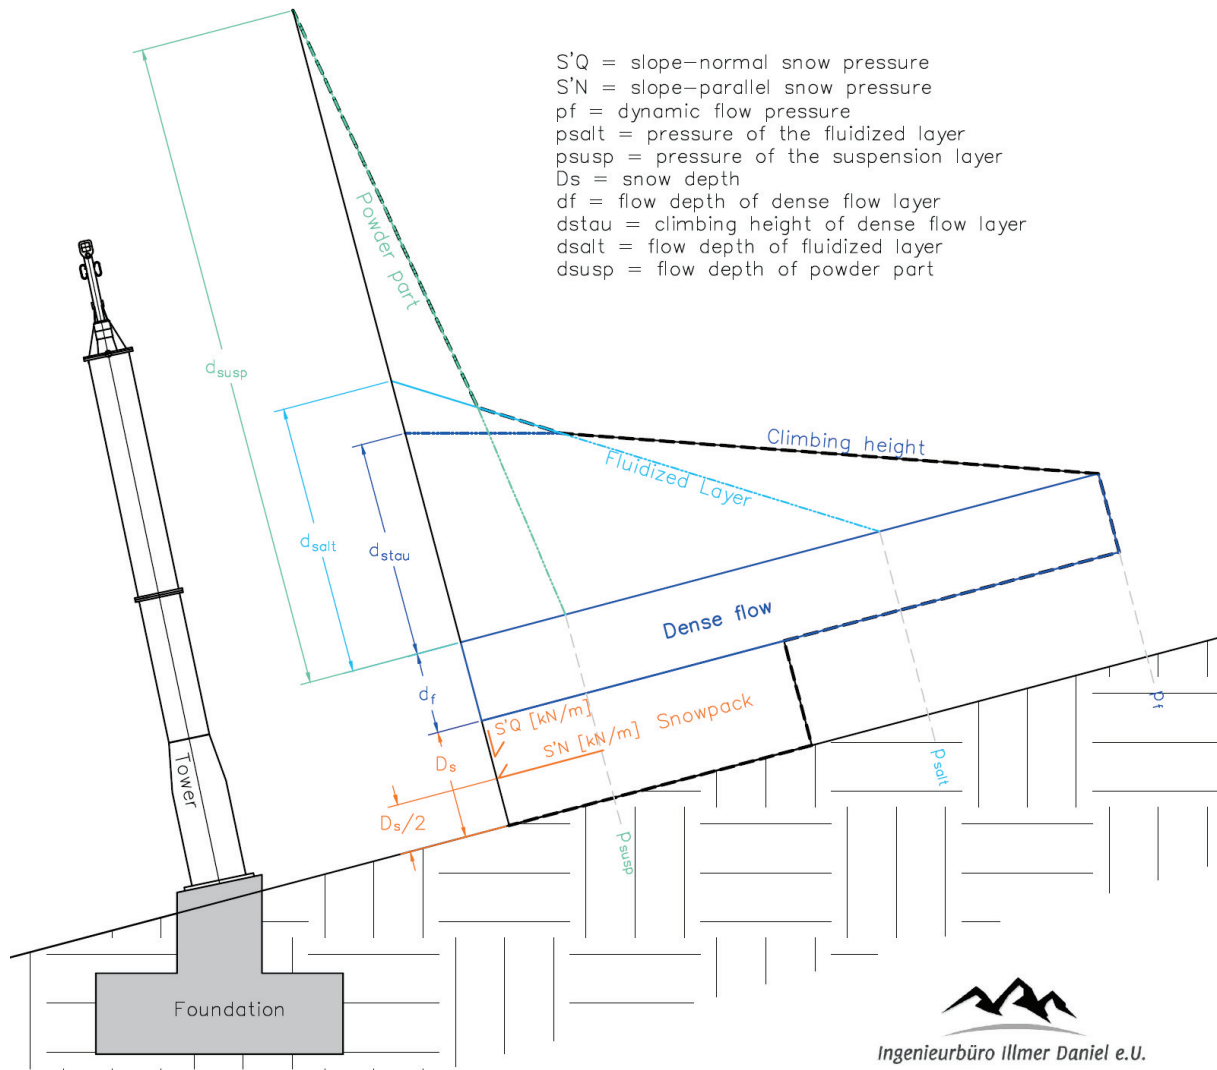 S'Q = slope-normal snow pressure
S'N = slope-parallel snow pressure
pf = dynamic flow pressure
psalt = pressure of the fluidized layer
psusp = pressure of the suspension layer
Ds = snow depth
df = flow depth of dense flow layer
dstau = climbing height of dense flow layer
dsalt = flow depth of fluidized layer
dsusp = flow depth of powder part
Powder part
dsusp
Climbing height
Fluidized Layer
dsalt
dstau
Dense flow
df
S'Q [kN/m]
Snowpack
S'N [kN/m]
Ds
Ds/2
pf
psalt
psusp
Tower
Foundation
Ingenieurbüro Illmer Daniel e.U.